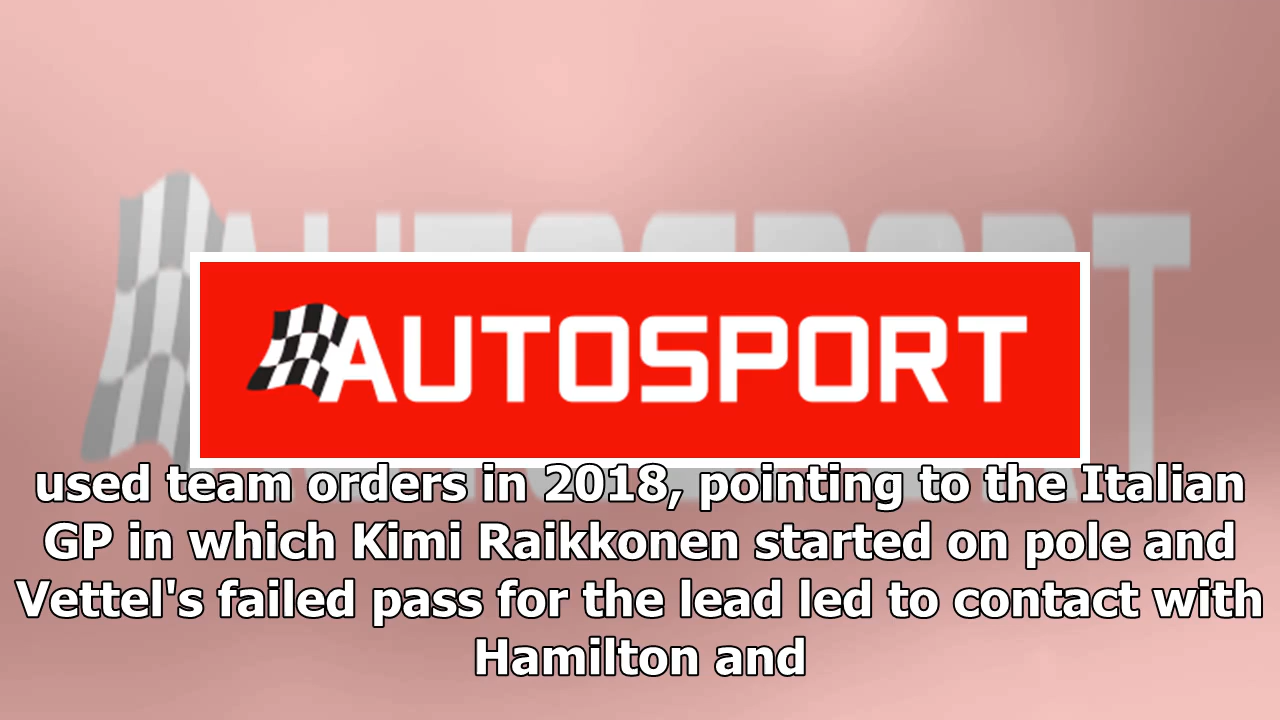 AUTOSPORT
AUTOSPORT
used team orders in 2018, pointing to the Italian
GP in which Kimi Raikkonen started on pole and
Vettel's failed pass for the lead led to contact with
Hamilton and